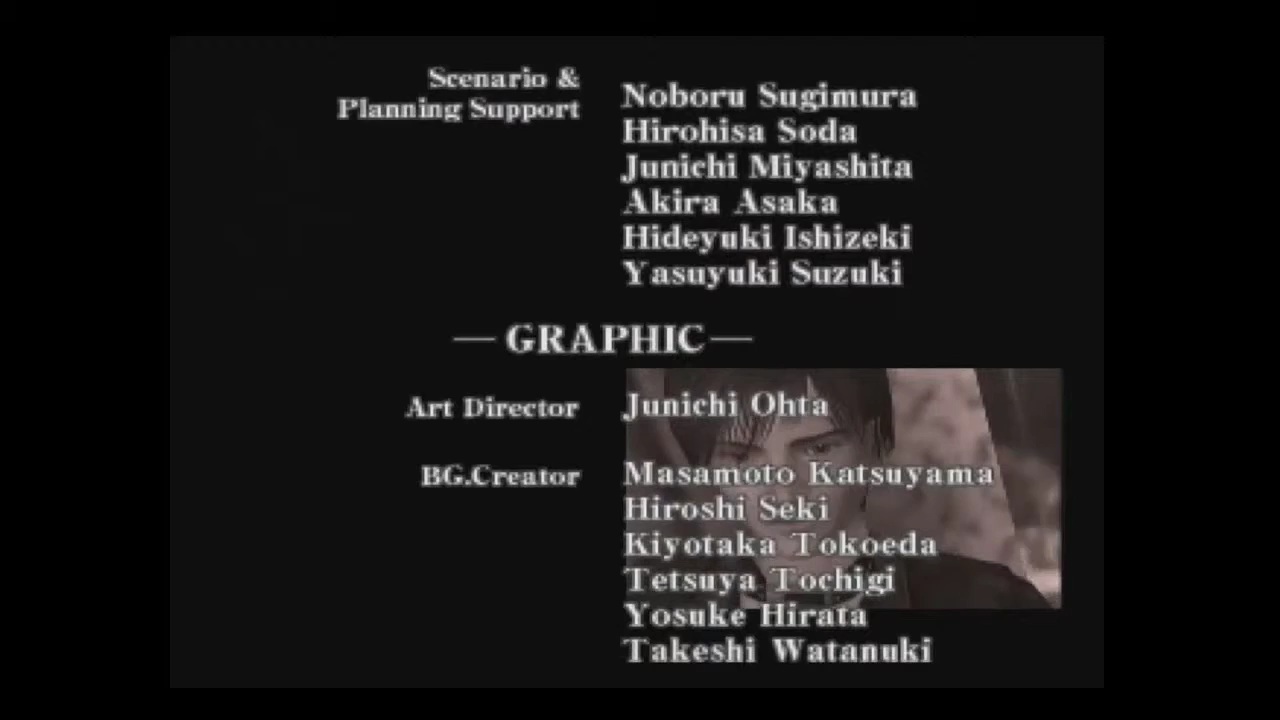 Scenario &
Planning Support
Noboru Sugimura
Hirohisa Soda
Junichi Miyashita
Akira Asaka
Hideyuki Ishizeki
Yasuyuki Suzuki
— GRAPHIC —
Art Director
Junichi Ohta
BG.Creator
Masamoto Katsuyama
Hiroshi Seki
Kiyotaka Tokoeda
Tetsuya Tochigi
Yosuke Hirata
Takeshi Watanuki